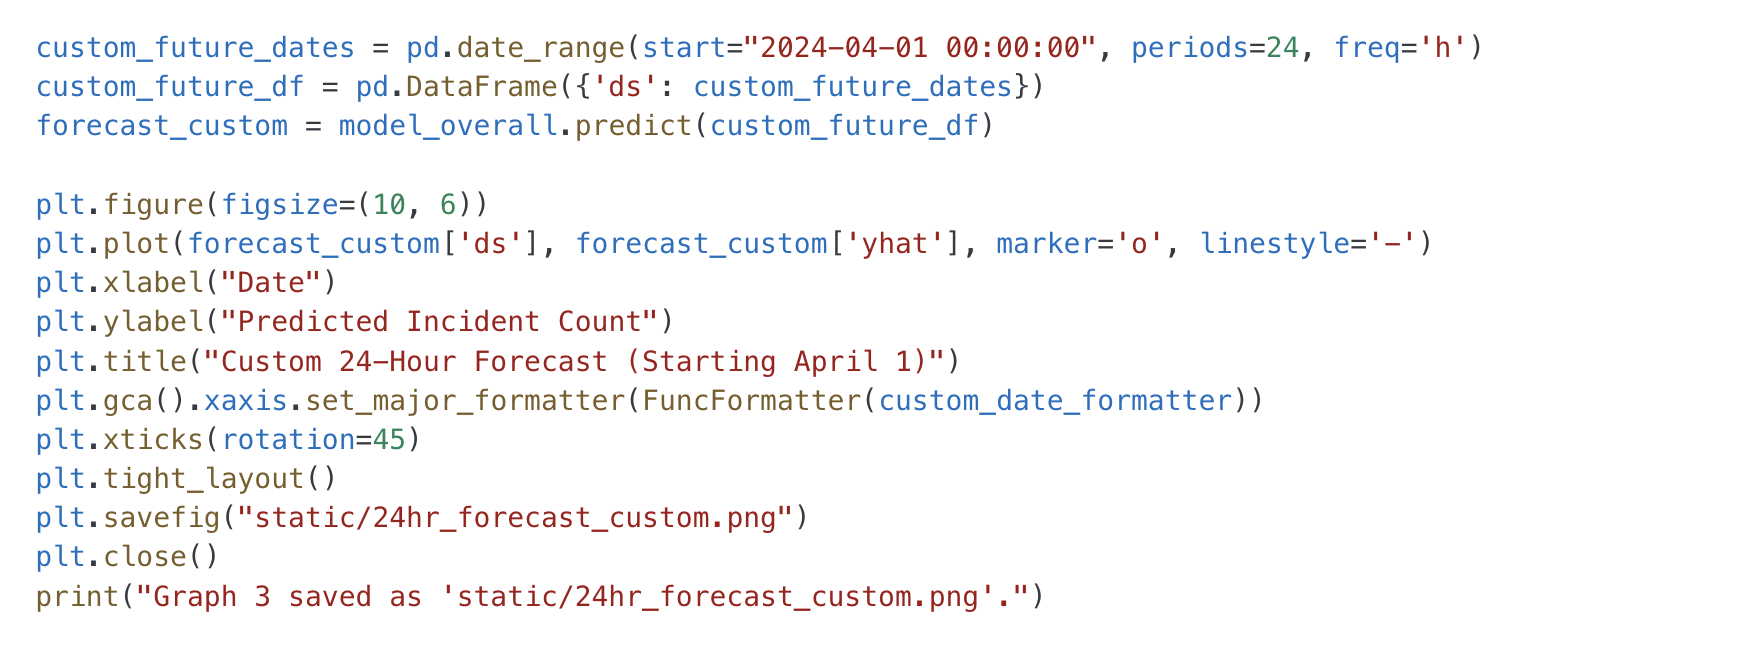 custom_future_dates = pd.date_range(start="2024-04-01 00:00:00", periods=24, freq='h')
custom_future_df = pd.DataFrame({'ds': custom_future_dates})
forecast_custom = model_overall.predict(custom_future_df)

plt.figure(figsize=(10, 6))
plt.plot(forecast_custom['ds'], forecast_custom['yhat'], marker='o', linestyle='-')
plt.xlabel("Date")
plt.ylabel("Predicted Incident Count")
plt.title("Custom 24-Hour Forecast (Starting April 1)")
plt.gca().xaxis.set_major_formatter(FuncFormatter(custom_date_formatter))
plt.xticks(rotation=45)
plt.tight_layout()
plt.savefig("static/24hr_forecast_custom.png")
plt.close()
print("Graph 3 saved as 'static/24hr_forecast_custom.png'.")